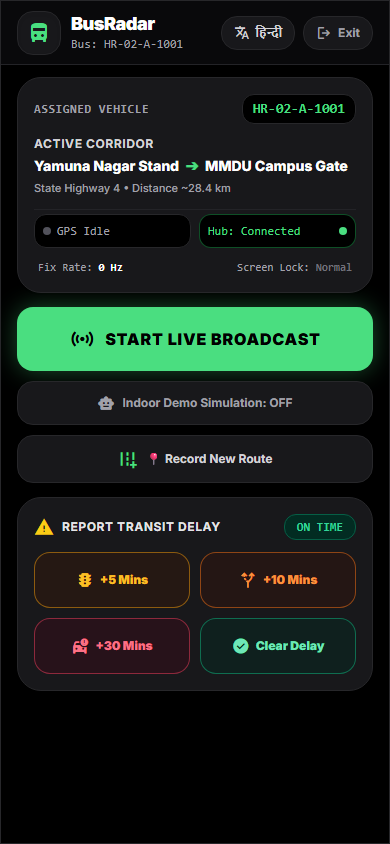 BusRadar
Bus: HR-02-A-1001
हिन्दी
Exit
ASSIGNED VEHICLE
HR-02-A-1001
ACTIVE CORRIDOR
Yamuna Nagar Stand ➔ MMDU Campus Gate
State Highway 4 • Distance ~28.4 km
GPS Idle
Hub: Connected
Fix Rate: 0 Hz
Screen Lock: Normal
START LIVE BROADCAST
Indoor Demo Simulation: OFF
📍 Record New Route
REPORT TRANSIT DELAY
ON TIME
+5 Mins
+10 Mins
+30 Mins
Clear Delay